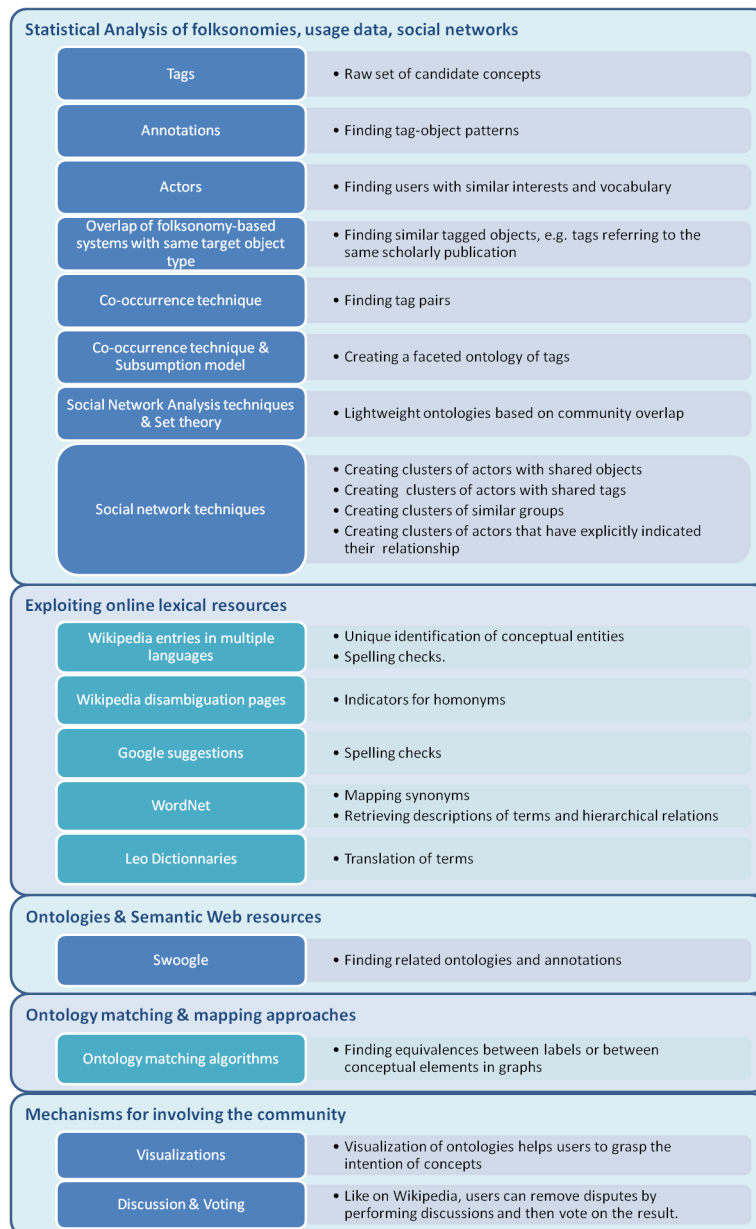 Statistical Analysis of folksonomies, usage data, social networks
Tags
• Raw set of candidate concepts
Annotations
• Finding tag-object patterns
Actors
• Finding users with similar interests and vocabulary
Overlap of folksonomy-based
systems with same target object
type
• Finding similar tagged objects, e.g. tags referring to the
same scholarly publication
Co-occurrence technique
• Finding tag pairs
Co-occurrence technique &
Subsumption model
• Creating a faceted ontology of tags
Social Network Analysis techniques
& Set theory
• Lightweight ontologies based on community overlap
Social network techniques
• Creating clusters of actors with shared objects
• Creating clusters of actors with shared tags
• Creating clusters of similar groups
• Creating clusters of actors that have explicitly indicated
their relationship
Exploiting online lexical resources
Wikipedia entries in multiple
languages
• Unique identification of conceptual entities
• Spelling checks.
Wikipedia disambiguation pages
• Indicators for homonyms
Google suggestions
• Spelling checks
WordNet
• Mapping synonyms
• Retrieving descriptions of terms and hierarchical relations
Leo Dictionnaries
• Translation of terms
Ontologies & Semantic Web resources
Swoogle
• Finding related ontologies and annotations
Ontology matching & mapping approaches
Ontology matching algorithms
• Finding equivalences between labels or between
conceptual elements in graphs
Mechanisms for involving the community
Visualizations
• Visualization of ontologies helps users to grasp the
intention of concepts
Discussion & Voting
• Like on Wikipedia, users can remove disputes by
performing discussions and then vote on the result.